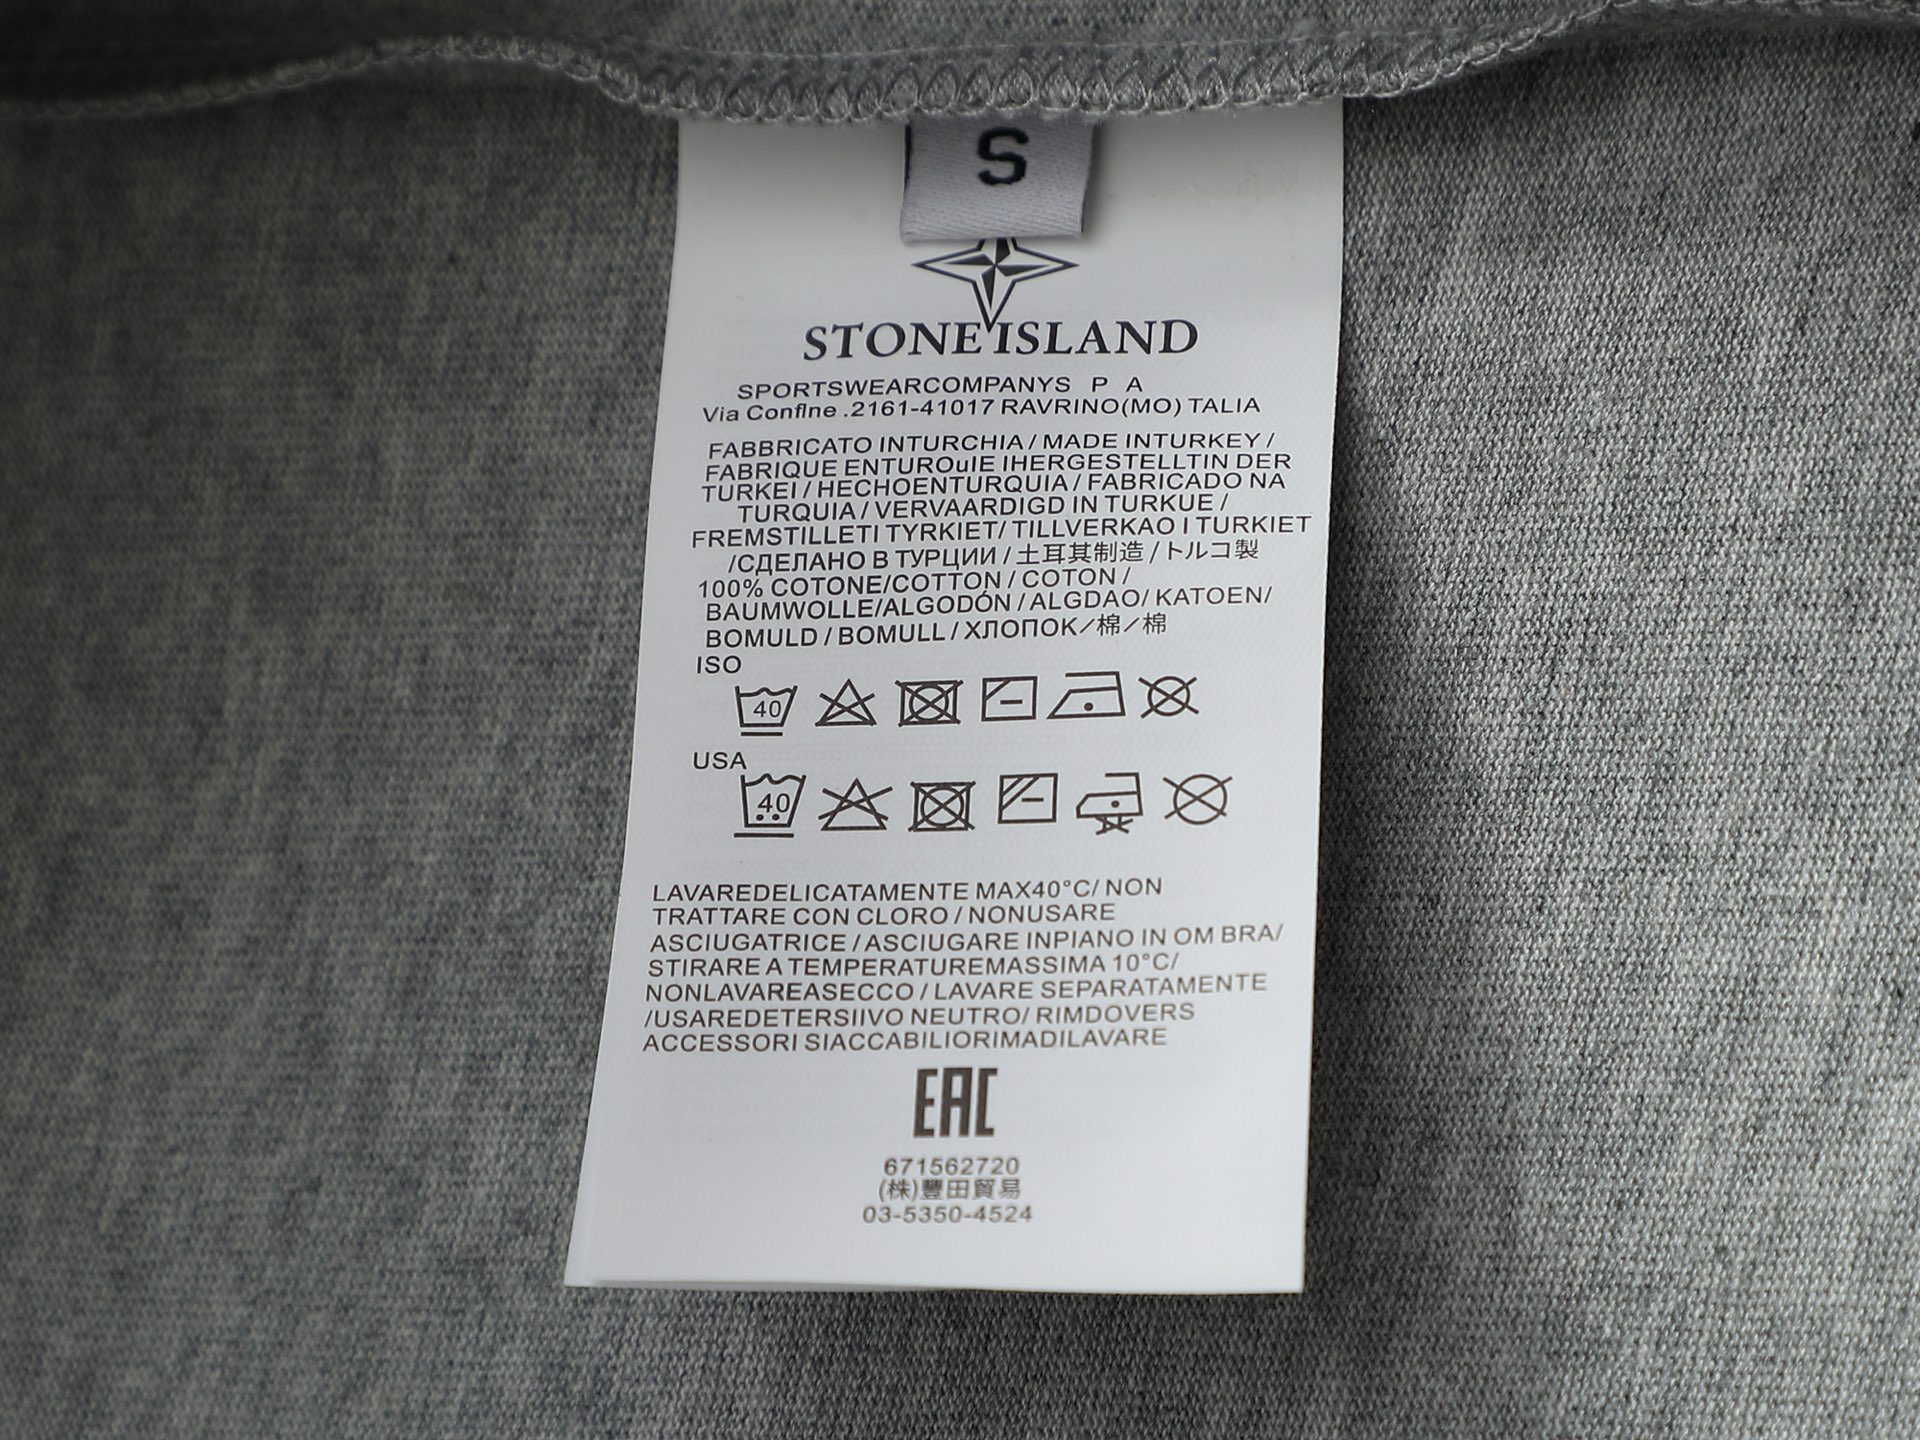 S
STONE ISLAND
SPORTSWEARCOMPANYS P A
Via Confine .2161-41017 RAVRINO(MO) TALIA
FABBRICATO INTURCHIA / MADE INTURKEY /
FABRIQUE ENTUROuIE IHERGESTELLTIN DER
TURKEI / HECHOENTURQUIA / FABRICADO NA
TURQUIA / VERVAARDIGD IN TURKUE /
FREMSTILLETI TYRKIET/ TILLVERKAO I TURKIET
/СДЕЛАНО В ТУРЦИИ / 土耳其制造 / トルコ製
100% COTONE/COTTON / COTON /
BAUMWOLLE/ALGODÓN / ALGDAO/ KATOEN/
BOMULD / BOMULL / ХЛОПОК/棉/棉
ISO
40
USA
40
LAVAREDELICATAMENTE MAX40°C/ NON
TRATTARE CON CLORO / NONUSARE
ASCIUGATRICE / ASCIUGARE INPIANO IN OM BRA/
STIRARE A TEMPERATUREMASSIMA 10°C/
NONLAVAREASECCO / LAVARE SEPARATAMENTE
/USAREDETERSIIVO NEUTRO/ RIMDOVERS
ACCESSORI SIACCABILIORIMADILAVARE
EAC
671562720
(株)豐田貿易
03-5350-4524